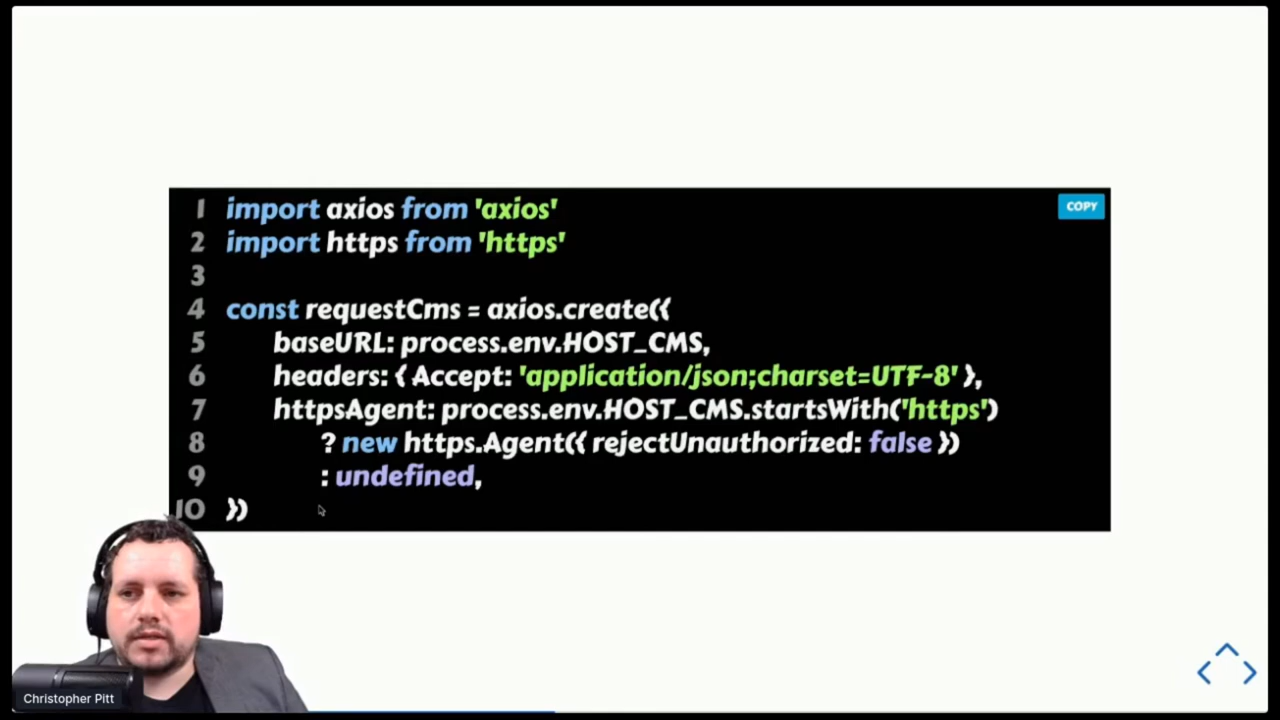 1 import axios from 'axios'
COPY
2 import https from 'https'
3
4 const requestCms = axios.create({
5 baseURL: process.env.HOST_CMS,
6 headers: { Accept: 'application/json;charset=UTF-8' },
7 httpsAgent: process.env.HOST_CMS.startsWith('https')
8 ? new https.Agent({ rejectUnauthorized: false })
9 : undefined,
10 })
Christopher Pitt